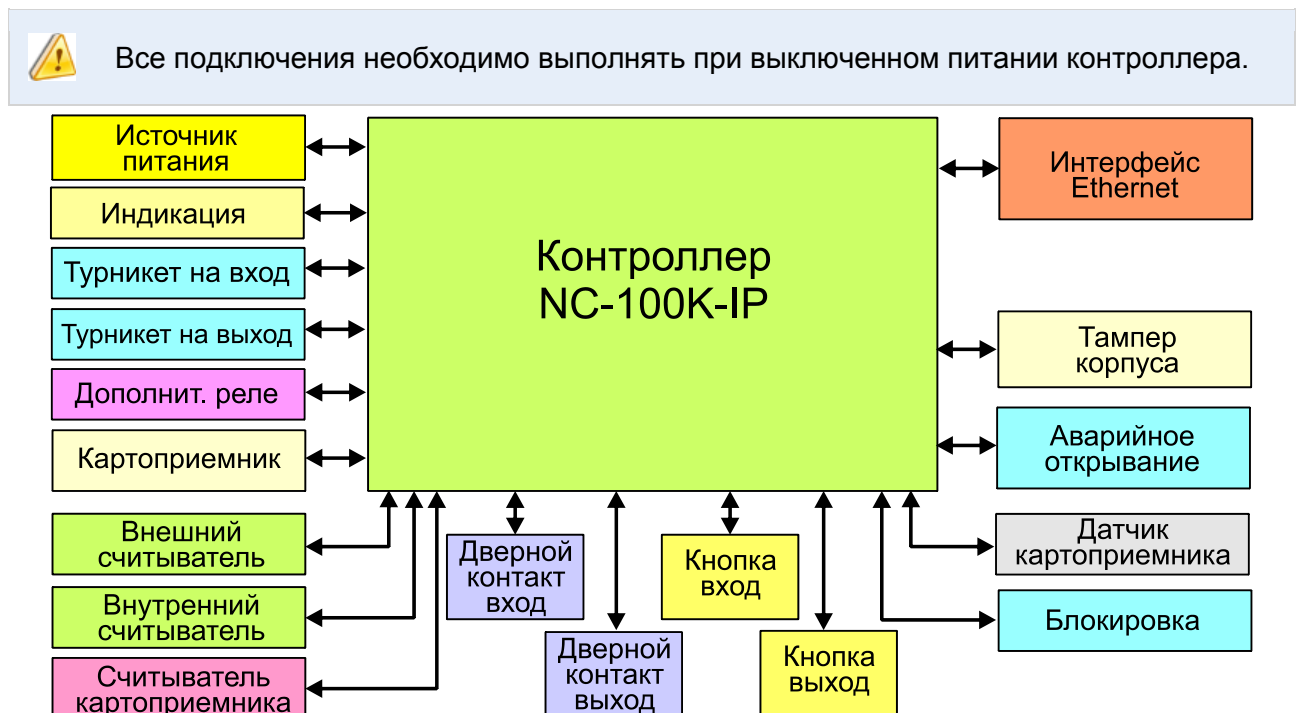 Все подключения необходимо выполнять при выключенном питании контроллера.
Источник
питания
Индикация
Турникет на вход
Турникет на выход
Дополнит. реле
Картоприемник
Внешний
считыватель
Внутренний
считыватель
Считыватель
картоприемника
Контроллер
NC-100K-IP
Дверной
контакт
вход
Дверной
контакт
выход
Кнопка
вход
Кнопка
выход
Интерфейс
Ethernet
Тампер
корпуса
Аварийное
открывание
Датчик
картоприемника
Блокировка